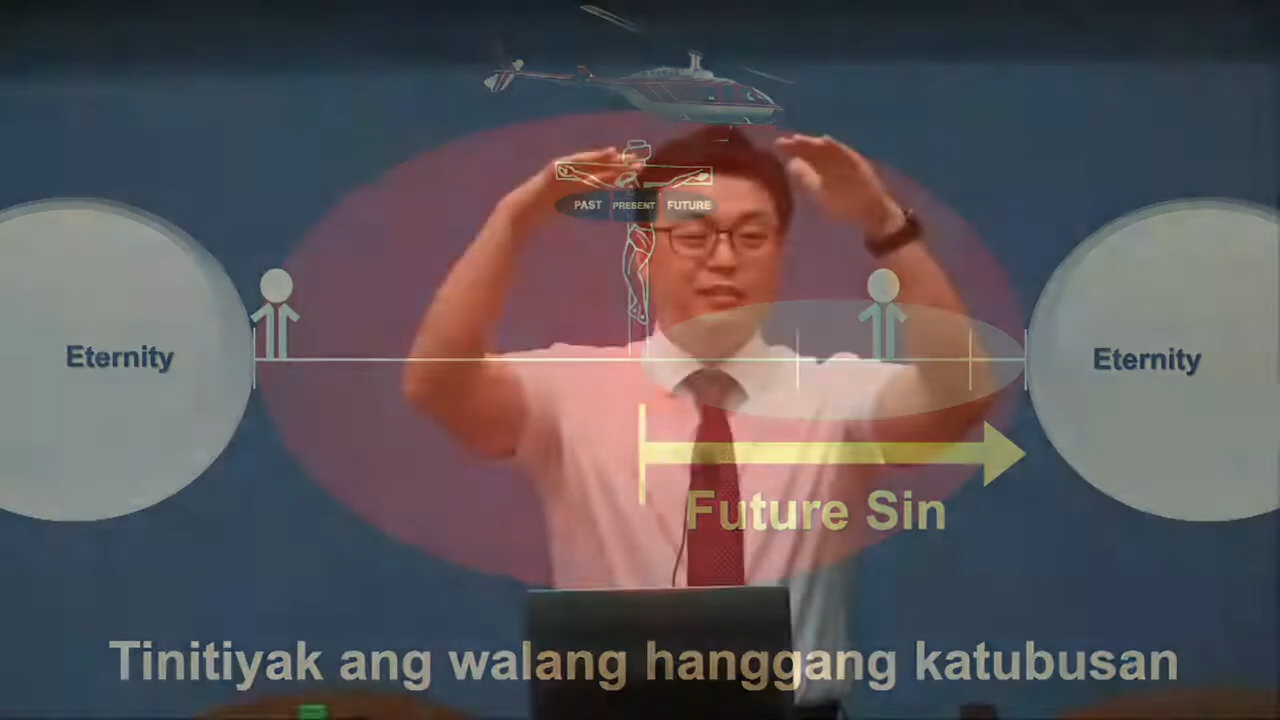 PAST PRESENT FUTURE
Eternity
Eternity
Future Sin
Tinitiyak ang walang hanggang katubusan